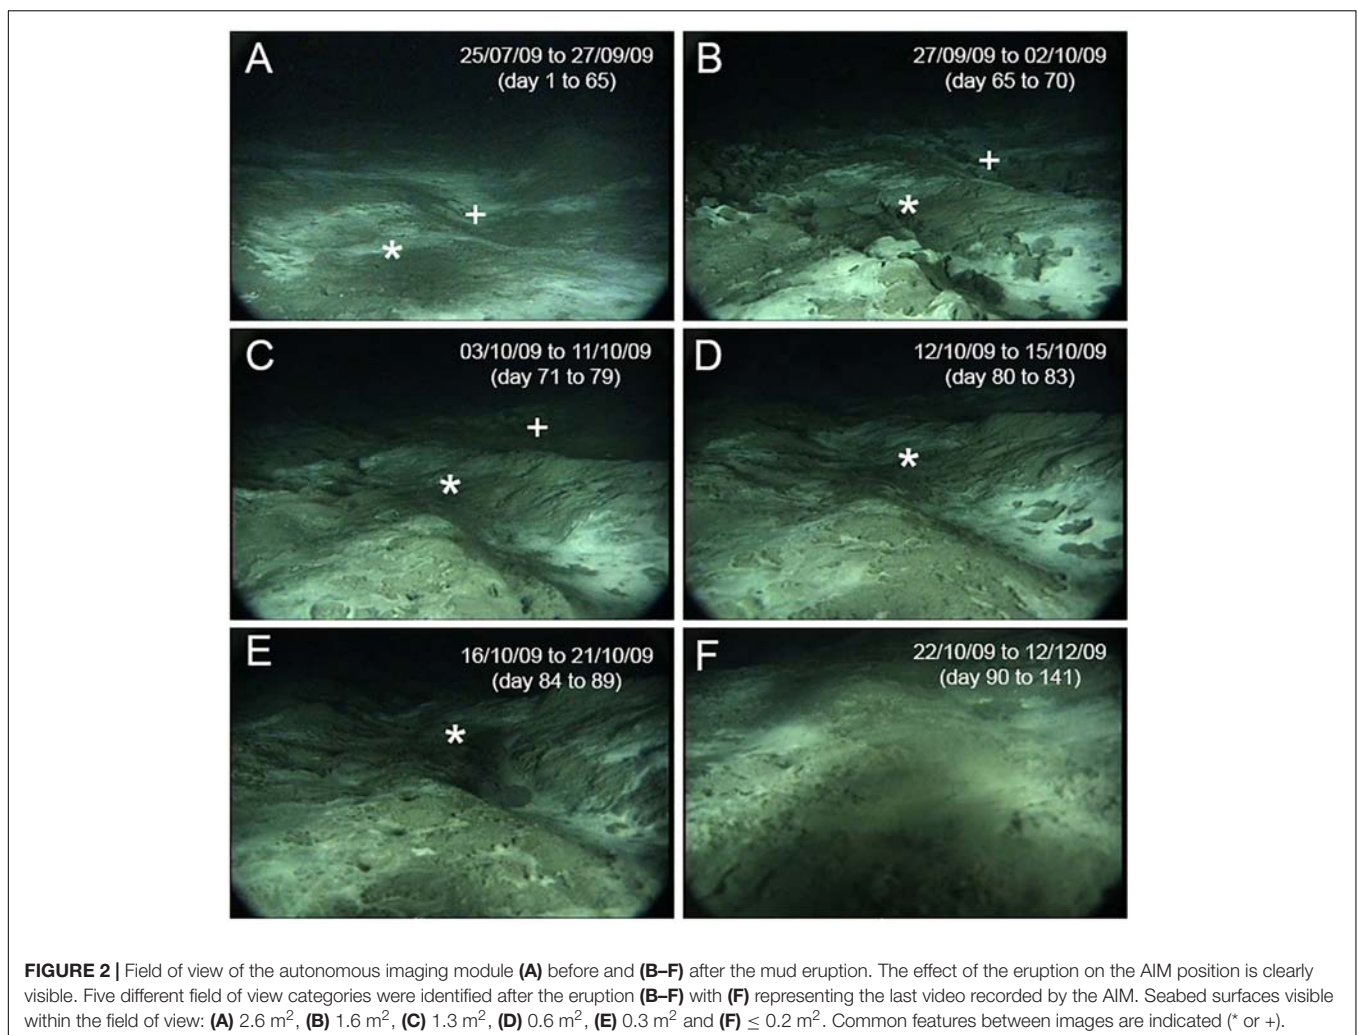 A
25/07/09 to 27/09/09
(day 1 to 65)
+
*
B
27/09/09 to 02/10/09
(day 65 to 70)
+
*
C
03/10/09 to 11/10/09
(day 71 to 79)
+
*
D
12/10/09 to 15/10/09
(day 80 to 83)
*
E
16/10/09 to 21/10/09
(day 84 to 89)
*
F
22/10/09 to 12/12/09
(day 90 to 141)
FIGURE 2 | Field of view of the autonomous imaging module (A) before and (B–F) after the mud eruption. The effect of the eruption on the AIM position is clearly
visible. Five different field of view categories were identified after the eruption (B–F) with (F) representing the last video recorded by the AIM. Seabed surfaces visible
within the field of view: (A) 2.6 m², (B) 1.6 m², (C) 1.3 m², (D) 0.6 m², (E) 0.3 m² and (F) ≤ 0.2 m². Common features between images are indicated (* or +).